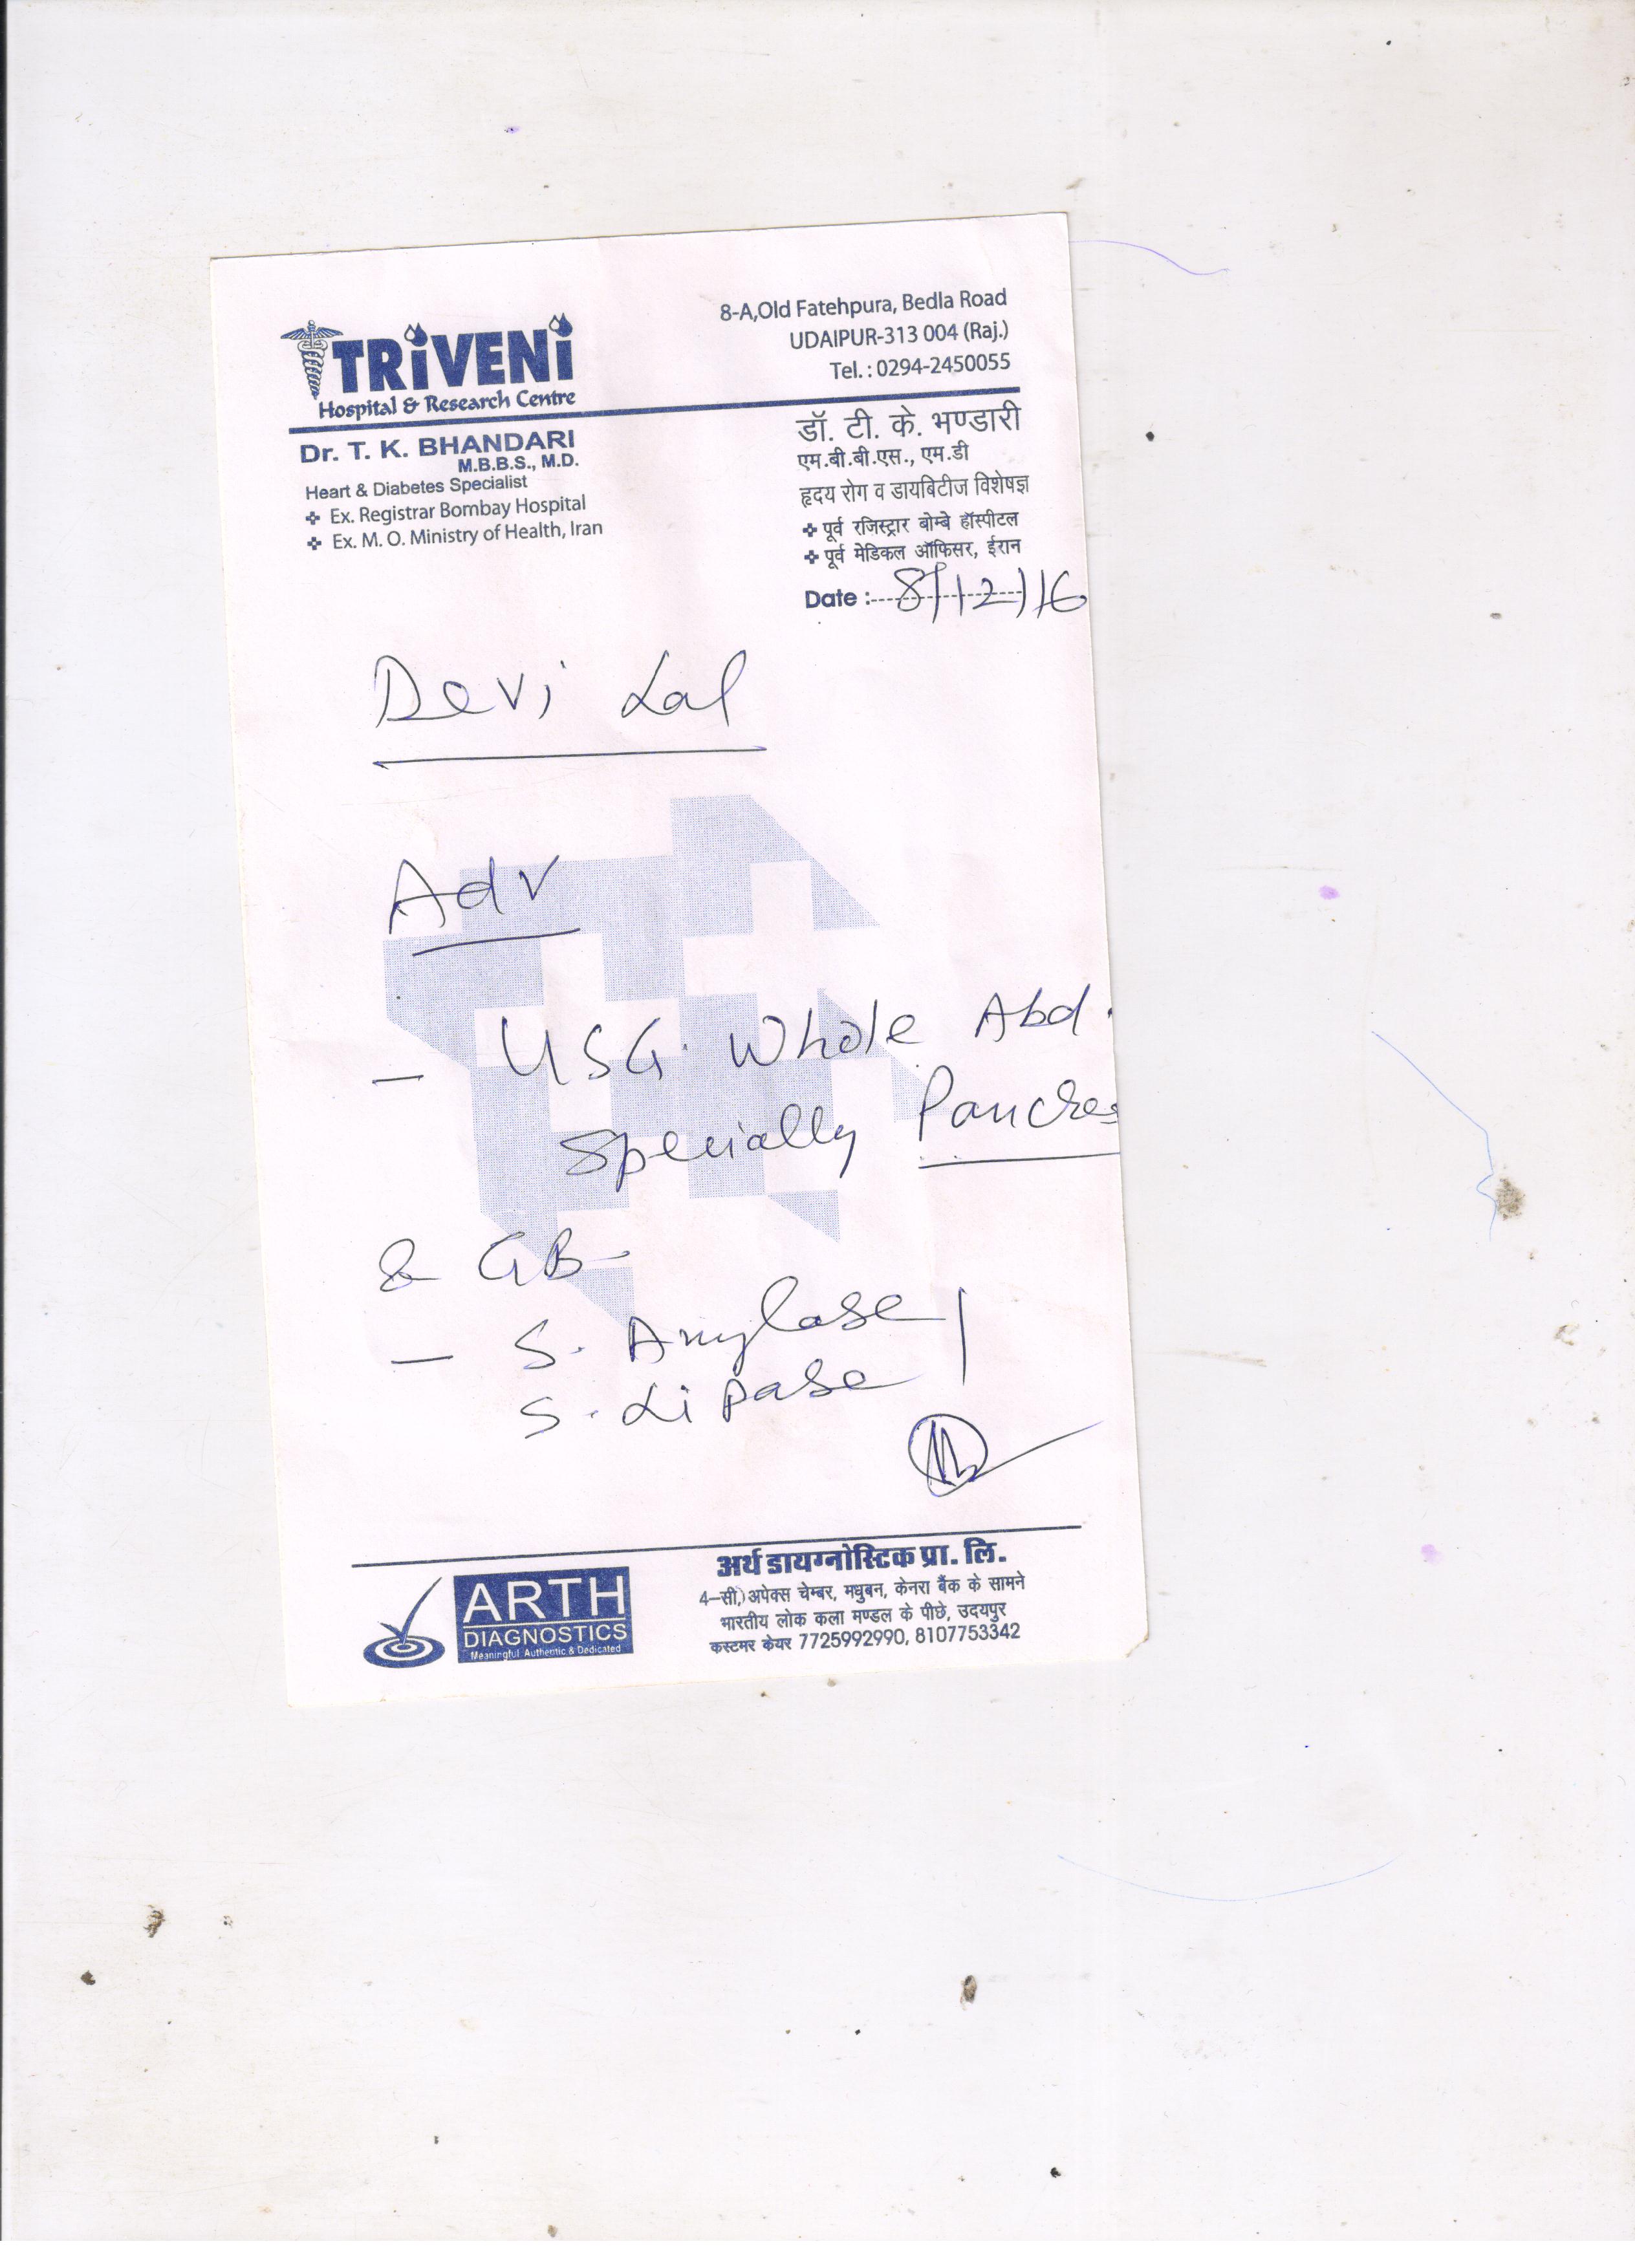 TRiVENi
Hospital & Research Centre
8-A,Old Fatehpura, Bedla Road
UDAIPUR-313 004 (Raj.)
Tel. : 0294-2450055
Dr. T. K. BHANDARI
M.B.B.S., M.D.
Heart & Diabetes Specialist
Ex. Registrar Bombay Hospital
Ex. M. O. Ministry of Health, Iran
डॉ. टी. के. भण्डारी
एम.बी.बी.एस., एम.डी
हृदय रोग व डायबिटीज विशेषज्ञ
पूर्व रजिस्ट्रार बोम्बे हॉस्पीटल
पूर्व मेडिकल ऑफिसर, ईरान
Date : 8/12/16
Devi Lal
Adv
– USG. Whole Abd.
Specially Pancres
& GB
– S. Amylase
S. Lipase
ARTH
DIAGNOSTICS
Meaningful Authentic & Dedicated
अर्थ डायग्नोस्टिक प्रा. लि.
4–सी, अपेक्स चेम्बर, मधुबन, केनरा बैंक के सामने
भारतीय लोक कला मण्डल के पीछे, उदयपुर
कस्टमर केयर 7725992990, 8107753342